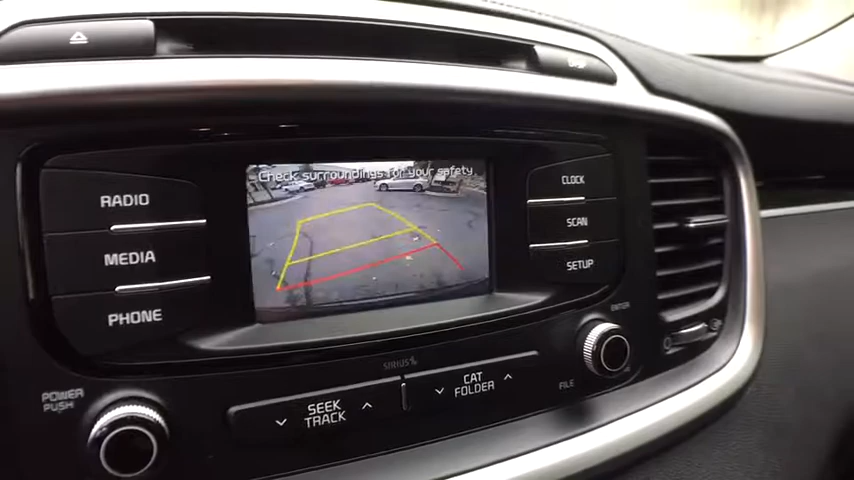 Check surroundings for your safety
RADIO
MEDIA
PHONE
CLOCK
SCAN
SETUP
ENTER
POWER
PUSH
SIRIUS
SEEK
TRACK
CAT
FOLDER
FILE